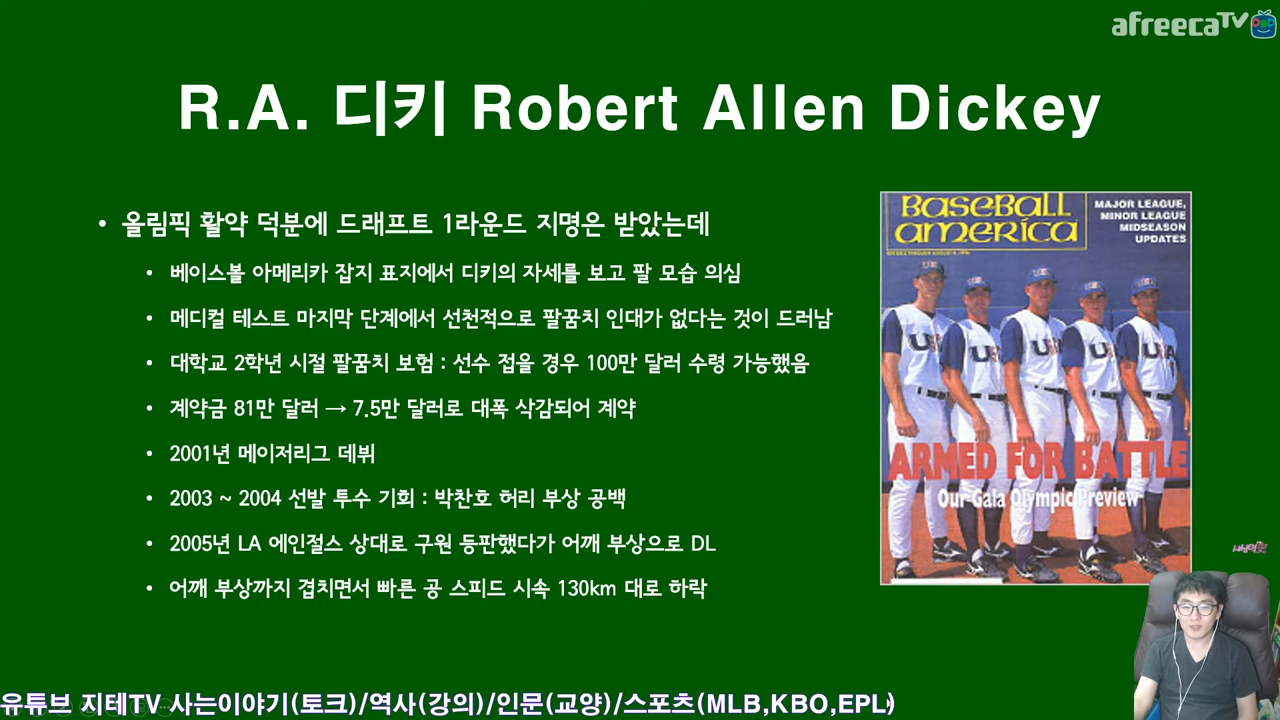 afreecaTV
R.A. 디키 Robert Allen Dickey
• 올림픽 활약 덕분에 드래프트 1라운드 지명은 받았는데
• 베이스볼 아메리카 잡지 표지에서 디키의 자세를 보고 팔 모습 의심
• 메디컬 테스트 마지막 단계에서 선천적으로 팔꿈치 인대가 없다는 것이 드러남
• 대학교 2학년 시절 팔꿈치 보험 : 선수 접을 경우 100만 달러 수령 가능했음
• 계약금 81만 달러 → 7.5만 달러로 대폭 삭감되어 계약
• 2001년 메이저리그 데뷔
• 2003 ~ 2004 선발 투수 기회 : 박찬호 허리 부상 공백
• 2005년 LA 에인절스 상대로 구원 등판했다가 어깨 부상으로 DL
• 어깨 부상까지 겹치면서 빠른 공 스피드 시속 130km 대로 하락
Baseball
america
MAJOR LEAGUE,
MINOR LEAGUE
MIDSEASON
UPDATES
USA
ARMED FOR BATTLE
Our Gala Olympic Preview
유튜브 지테TV 사는이야기(토크)/역사(강의)/인문(교양)/스포츠(MLB,KBO,EPL)